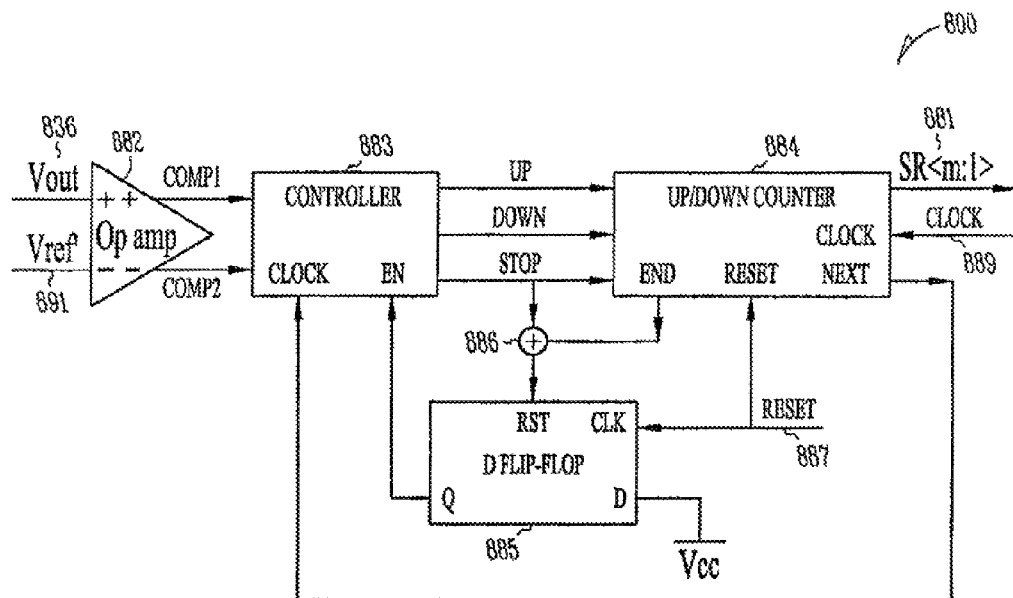 800
836
882
883
884
881
Vout
COMP1
CONTROLLER
UP
UP/DOWN COUNTER
SR<m:1>
++
Op amp
DOWN
CLOCK
CLOCK
Vref
--
COMP2
CLOCK
EN
STOP
END
RESET
NEXT
889
891
886
RST
CLK
RESET
887
D FLIP-FLOP
Q
D
885
Vcc